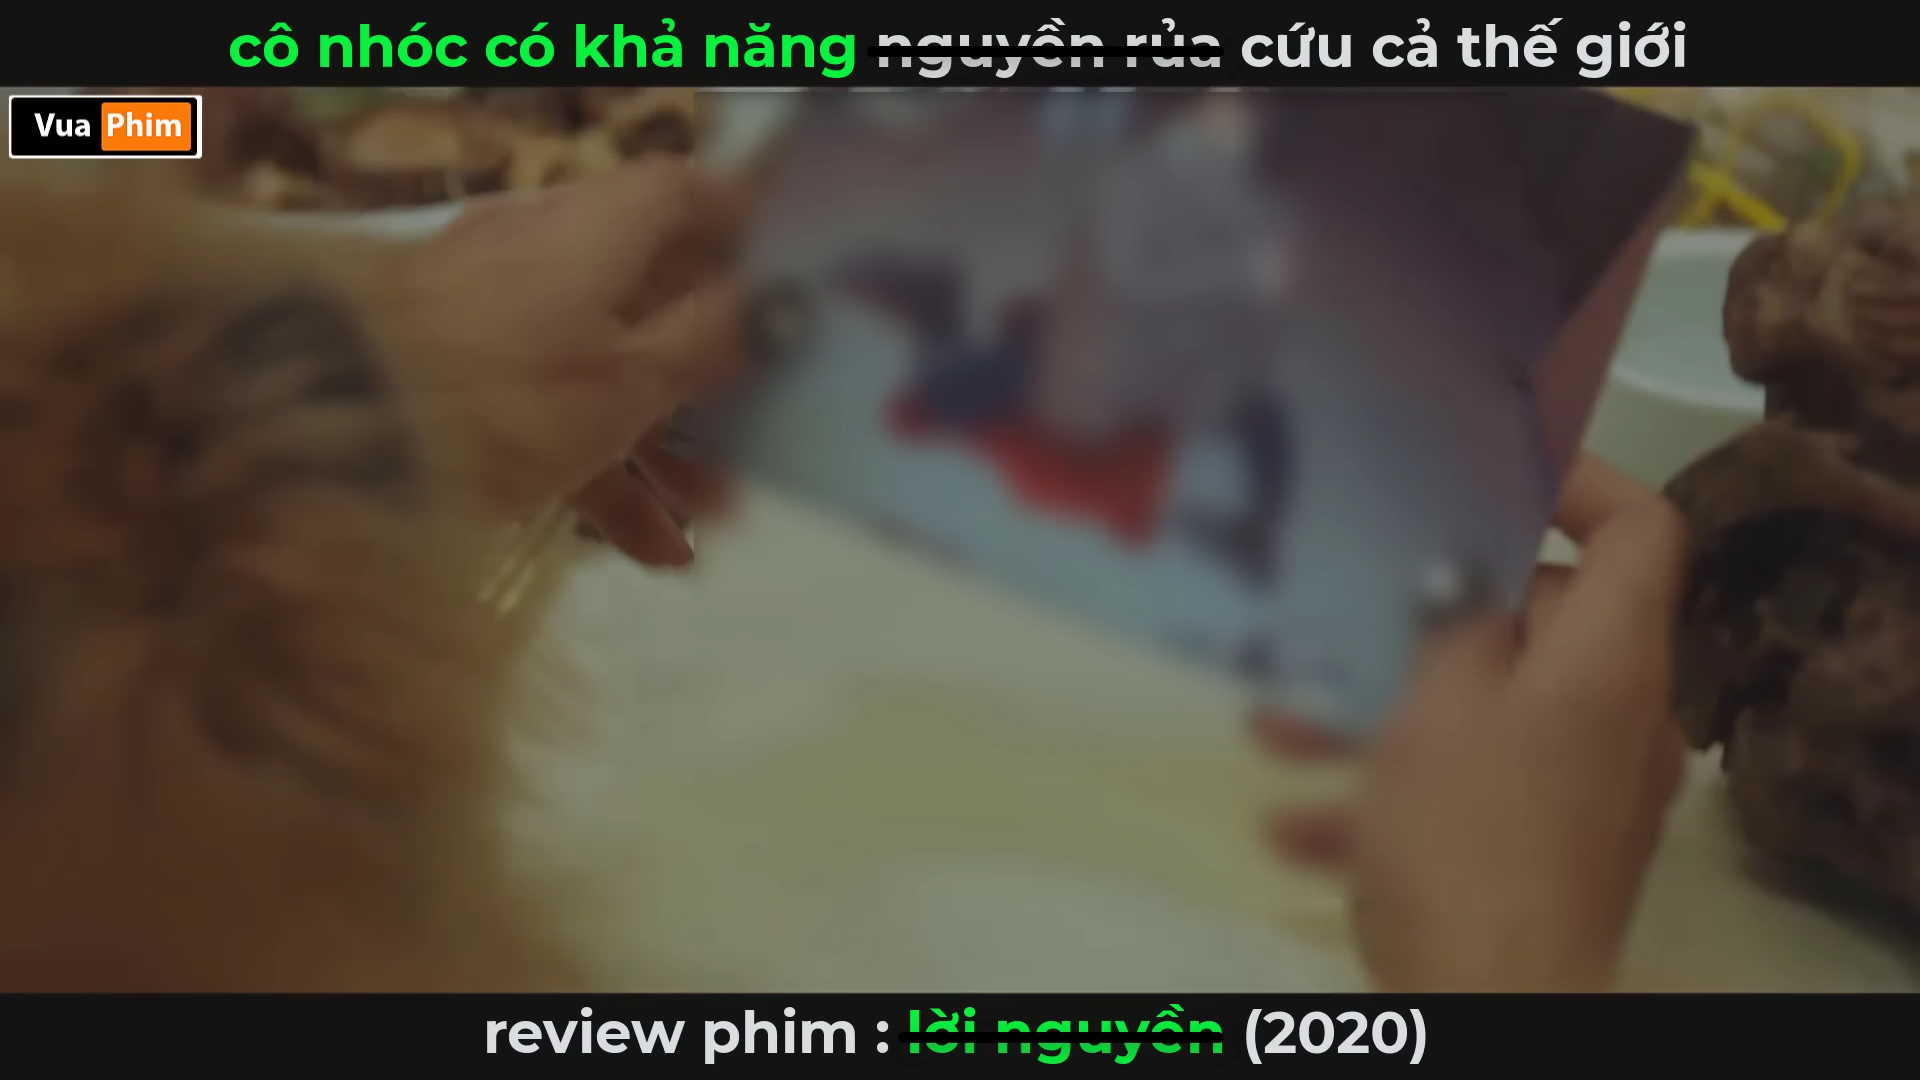 cô nhóc có khả năng nguyền rủa cứu cả thế giới
Vua Phim
review phim : lời nguyền (2020)